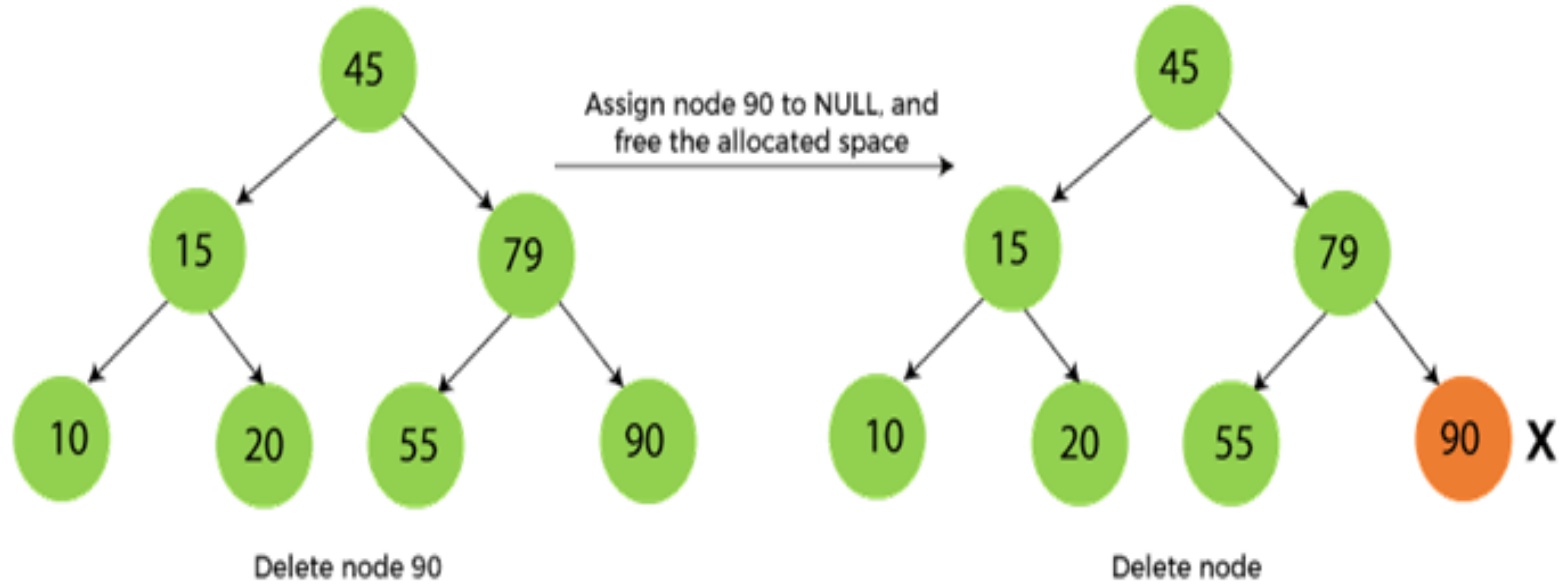 45
15
79
10
20
55
90
Delete node 90
Assign node 90 to NULL, and
free the allocated space
45
15
79
10
20
55
90 X
Delete node